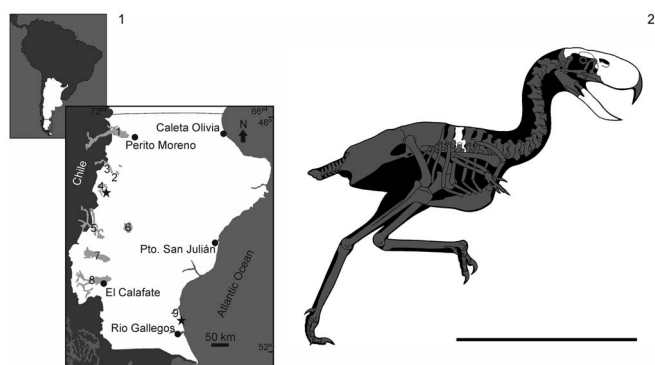 1
2
72°
66°
46°
N
Caleta Olivia
1
Perito Moreno
3
2
4
Chile
5
6
Pto. San Julián
7
8
El Calafate
Atlantic Ocean
9
Rio Gallegos
50 km
52°